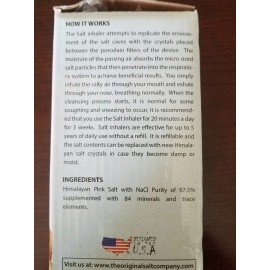 HOW IT WORKS
The Salt inhaler attempts to replicate the environ-
ment of the salt caves with the crystals placed
between the porcelain filters of the device. The
moisture of the passing air absorbs the micro sized
salt particles that then penetrate into the respirato-
ry system to achieve beneficial results. You simply
inhale the salty air through your mouth and exhale
through your nose, breathing normally. When the
cleansing process starts, it is normal for some
coughing and sneezing to occur, it is recommend-
ed that you use the Salt Inhaler for 20 minutes a day
for 3 weeks. Salt inhalers are effective for up to 5
years of daily use without a refill. It is refillable and
the salt contents can be replaced with new Himala-
yan salt crystals in case they become damp or
moist.
INGREDIENTS
Himalayan Pink Salt with NaCl Purity of 97.3%
supplemented with 84 minerals and trace
elements.
U.S.A
Visit us at: www.theoriginalsaltcompany.com